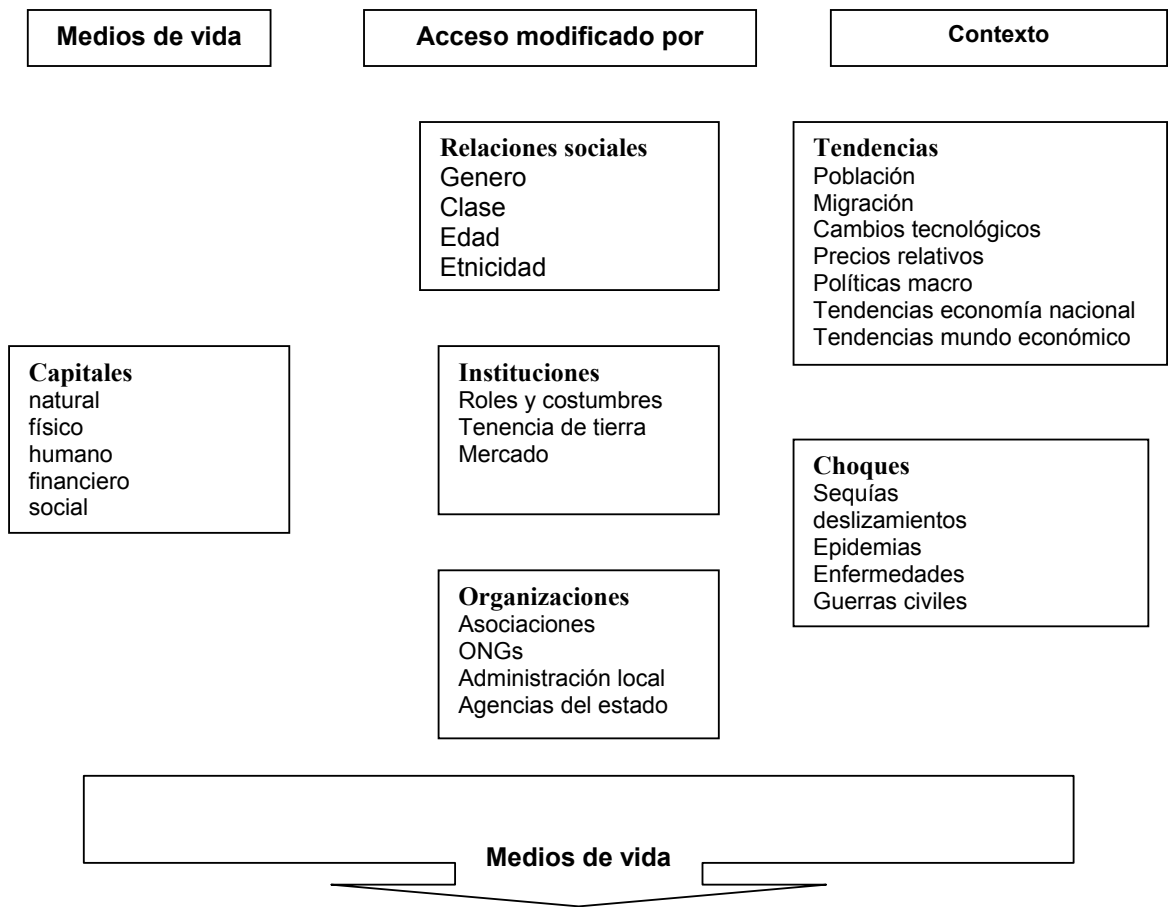 Medios de vida
Acceso modificado por
Contexto
Relaciones sociales
Genero
Clase
Edad
Etnicidad
Tendencias
Población
Migración
Cambios tecnológicos
Precios relativos
Políticas macro
Tendencias economía nacional
Tendencias mundo económico
Capitales
natural
físico
humano
financiero
social
Instituciones
Roles y costumbres
Tenencia de tierra
Mercado
Choques
Sequías
deslizamientos
Epidemias
Enfermedades
Guerras civiles
Organizaciones
Asociaciones
ONGs
Administración local
Agencias del estado
Medios de vida